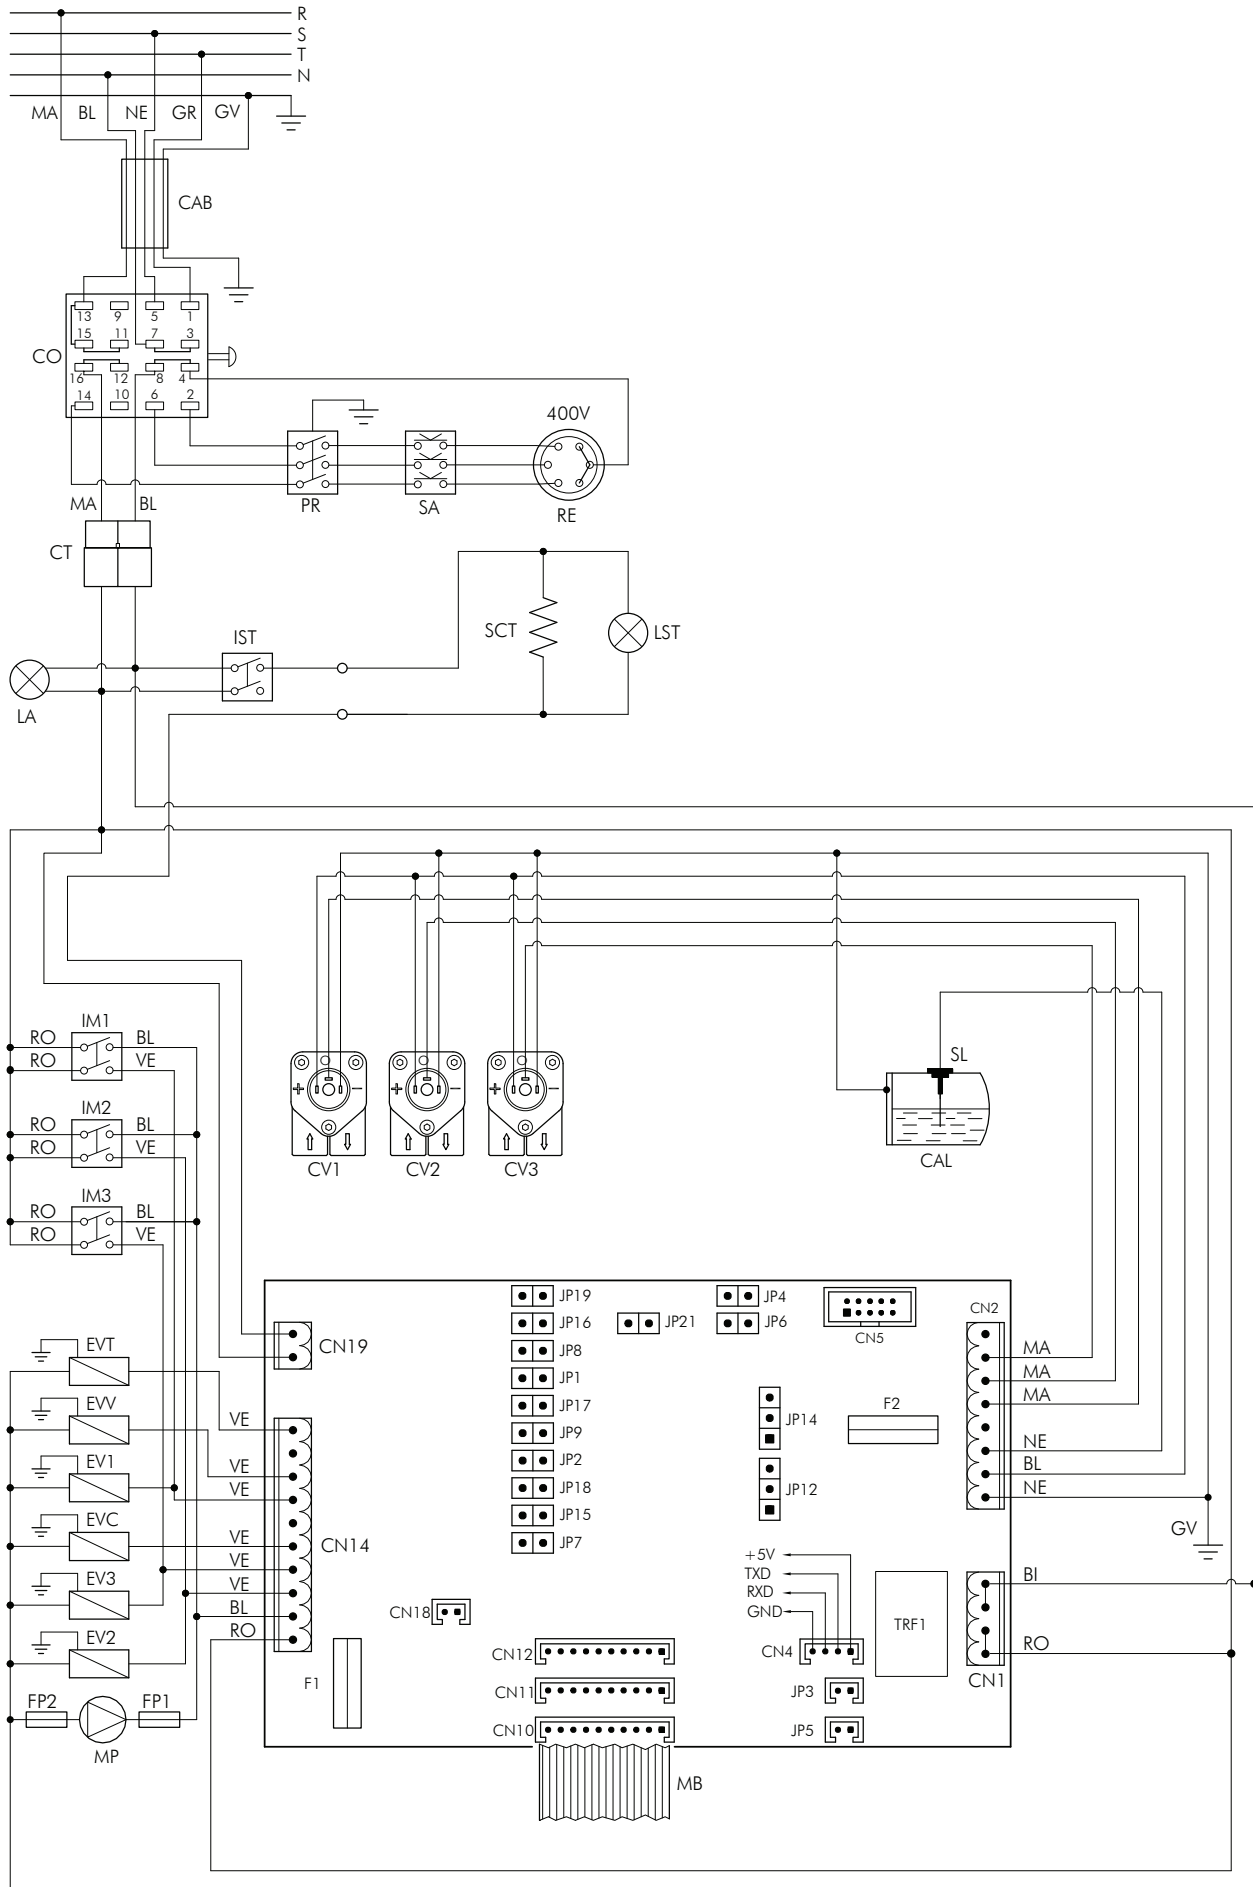 R
S
T
N
MA BL NE GR GV
CAB
13 9 5 1
15 11 7 3
CO
16 12 8 4
14 10 6 2
400V
MA BL
PR SA RE
CT
IST
SCT LST
LA
IM1
RO BL
RO VE
IM2
RO BL
RO VE
IM3
RO BL
RO VE
+ − + − + −
CV1 CV2 CV3
SL
CAL
JP19
JP16
JP8
JP1
JP17
JP9
JP2
JP18
JP15
JP7
JP21
JP4
JP6
CN5
CN2
MA
MA
MA
NE
BL
NE
GV
F2
JP14
JP12
CN19
EVT
EVV
EV1
EVC
EV3
EV2
VE
VE
VE
VE
VE
VE
BL
RO
CN14
+5V
TXD
RXD
GND
CN4
TRF1
BI
RO
CN1
CN18
F1
CN12
CN11
CN10
JP3
JP5
FP2 FP1
MP
MB